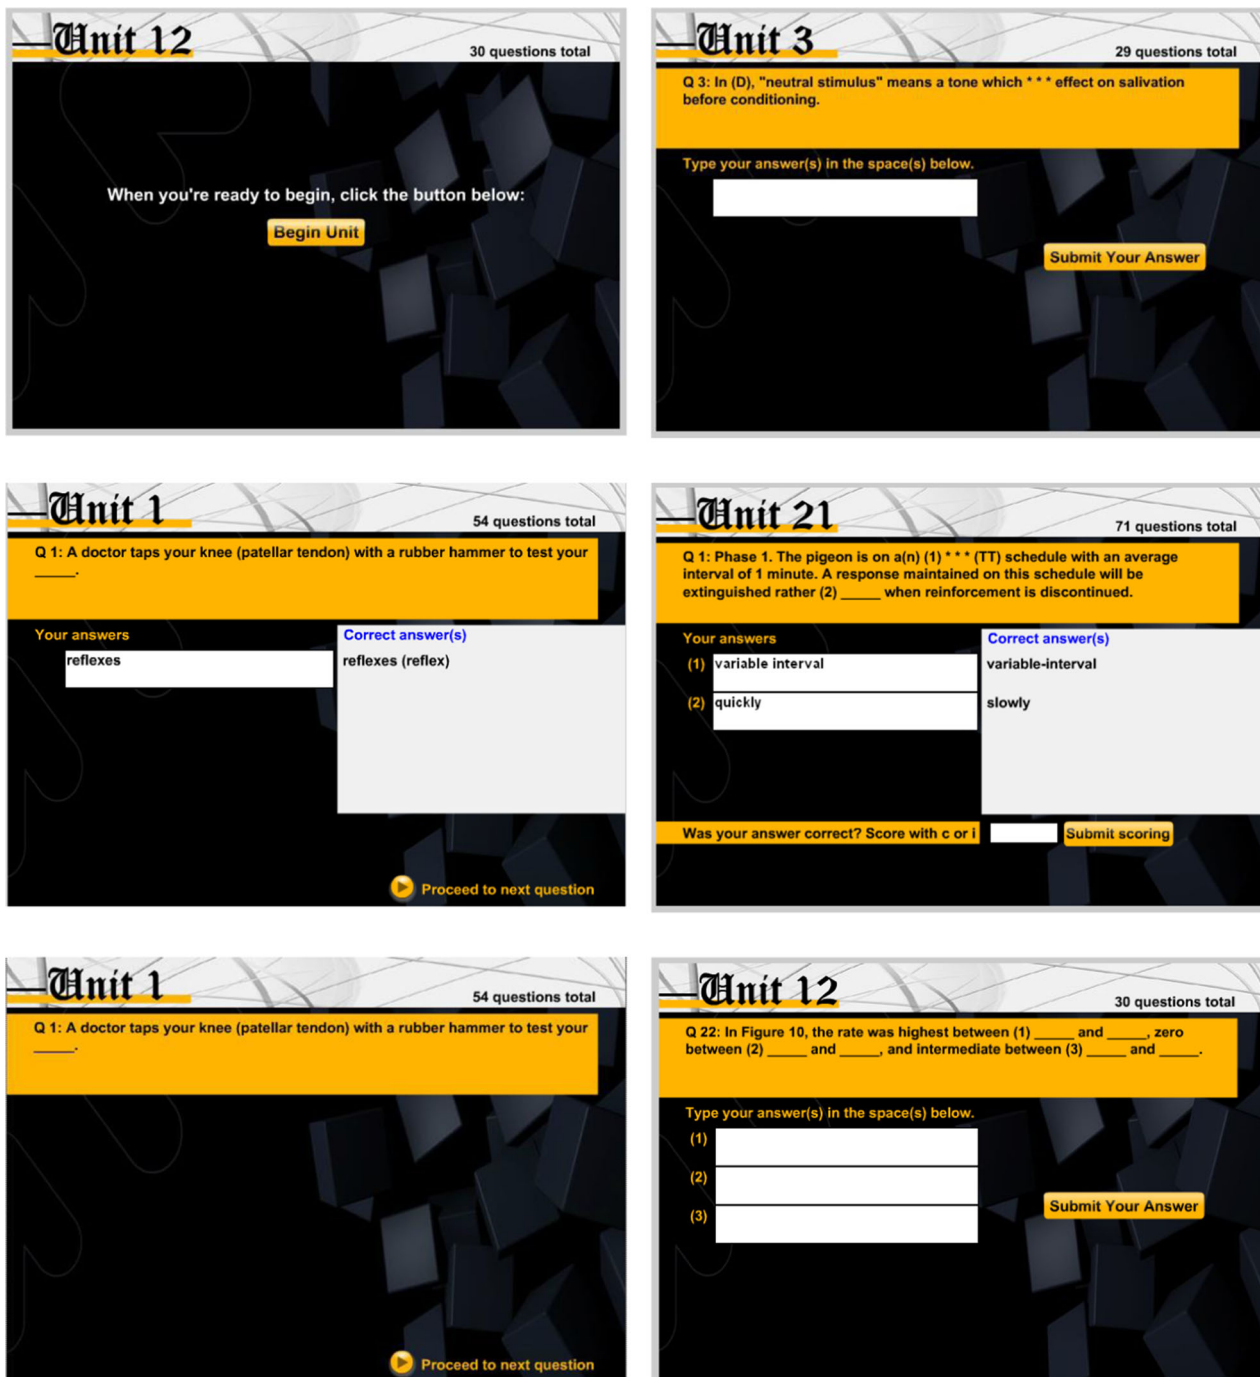 Unit 12
30 questions total
When you're ready to begin, click the button below:
Begin Unit
Unit 3
29 questions total
Q 3: In (D), "neutral stimulus" means a tone which * * * effect on salivation
before conditioning.
Type your answer(s) in the space(s) below.
Submit Your Answer
Unit 1
54 questions total
Q 1: A doctor taps your knee (patellar tendon) with a rubber hammer to test your
_____.
Your answers
Correct answer(s)
reflexes
reflexes (reflex)
Proceed to next question
Unit 21
71 questions total
Q 1: Phase 1. The pigeon is on a(n) (1) * * * (TT) schedule with an average
interval of 1 minute. A response maintained on this schedule will be
extinguished rather (2) _____ when reinforcement is discontinued.
Your answers
Correct answer(s)
(1) variable interval
variable-interval
(2) quickly
slowly
Was your answer correct? Score with c or i
Submit scoring
Unit 1
54 questions total
Q 1: A doctor taps your knee (patellar tendon) with a rubber hammer to test your
_____.
Proceed to next question
Unit 12
30 questions total
Q 22: In Figure 10, the rate was highest between (1) _____ and _____, zero
between (2) _____ and _____, and intermediate between (3) _____ and _____.
Type your answer(s) in the space(s) below.
(1)
(2)
(3)
Submit Your Answer